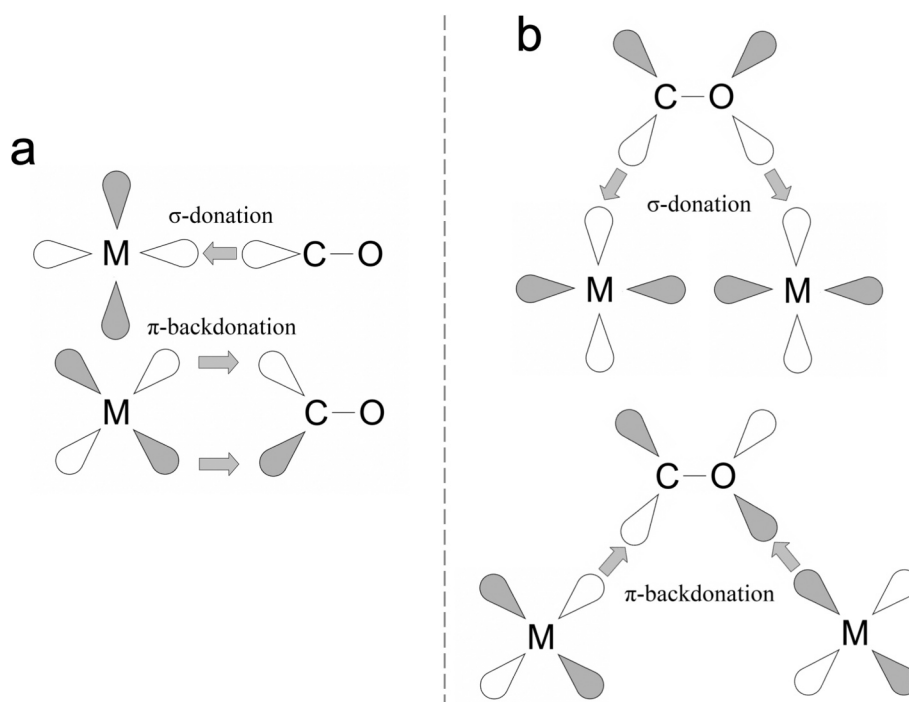 a
σ-donation
M C O
π-backdonation
M C O
b
C O
σ-donation
M M
C O
π-backdonation
M M